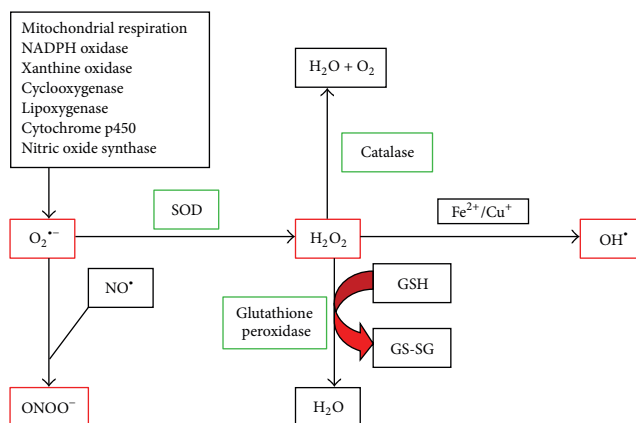 Mitochondrial respiration
NADPH oxidase
Xanthine oxidase
Cyclooxygenase
Lipoxygenase
Cytochrome p450
Nitric oxide synthase
H₂O + O₂
Catalase
SOD
Fe²⁺/Cu⁺
O₂•⁻
H₂O₂
OH•
NO•
Glutathione
peroxidase
GSH
GS-SG
ONOO⁻
H₂O